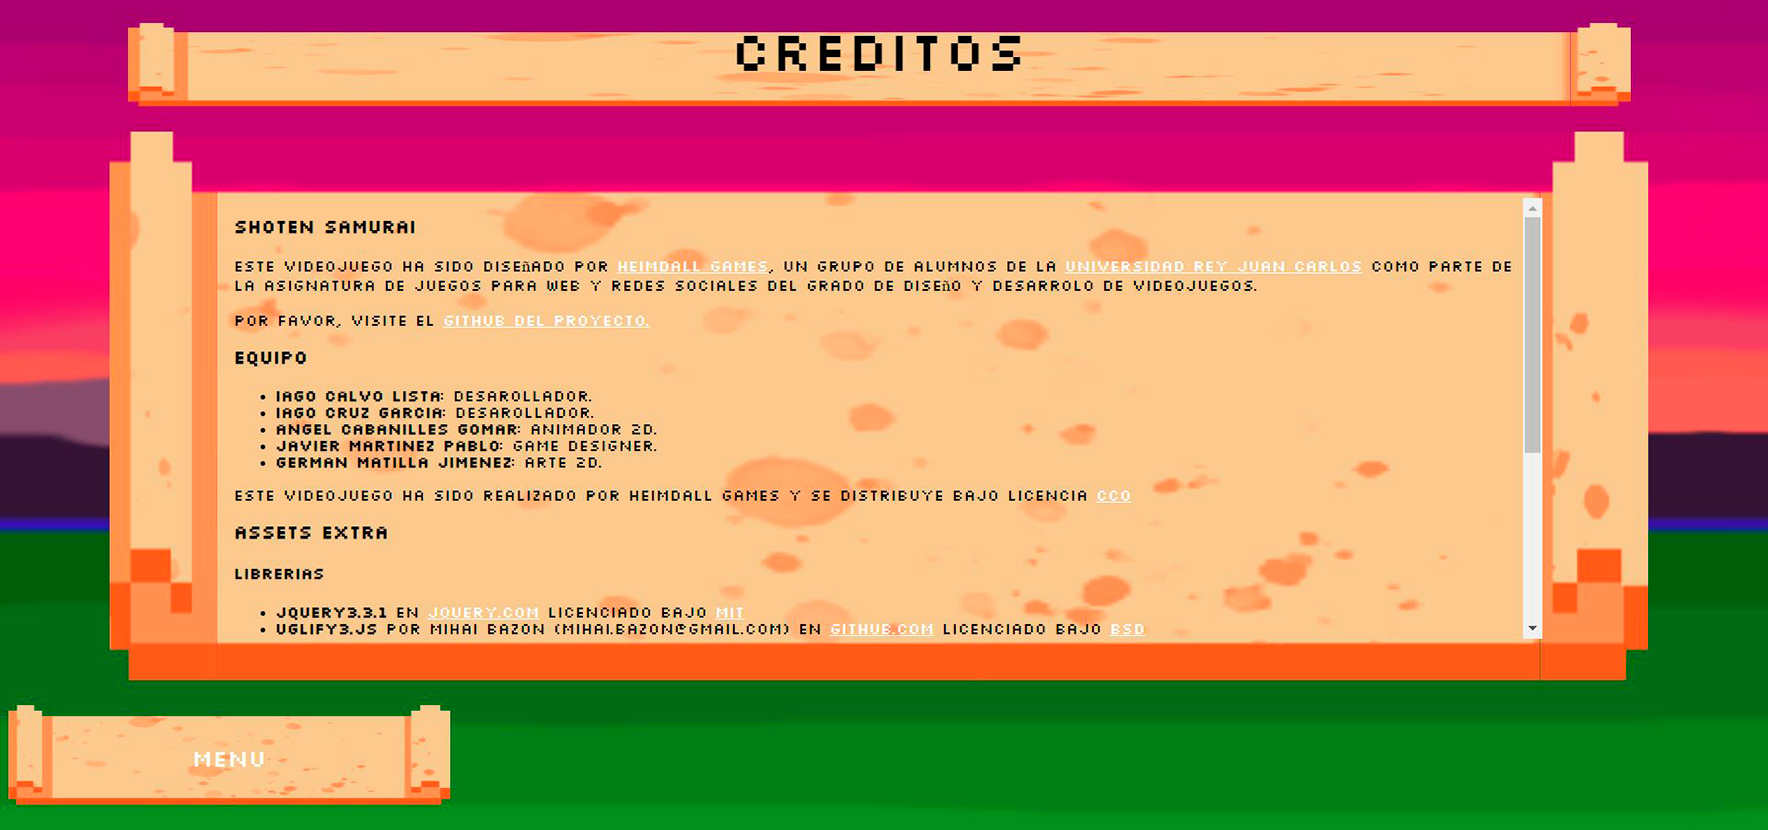 CREDITOS
SHOTEN SAMURAI
ESTE VIDEOJUEGO HA SIDO DISEñADO POR HEIMDALL GAMES, UN GRUPO DE ALUMNOS DE LA UNIVERSIDAD REY JUAN CARLOS COMO PARTE DE
LA ASIGNATURA DE JUEGOS PARA WEB Y REDES SOCIALES DEL GRADO DE DISEñO Y DESARROLO DE VIDEOJUEGOS.
POR FAVOR, VISITE EL GITHUB DEL PROYECTO.
EQUIPO
• IAGO CALVO LISTA: DESAROLLADOR.
• IAGO CRUZ GARCIA: DESAROLLADOR.
• ANGEL CABANILLES GOMAR: ANIMADOR 2D.
• JAVIER MARTINEZ PABLO: GAME DESIGNER.
• GERMAN MATILLA JIMENEZ: ARTE 2D.
ESTE VIDEOJUEGO HA SIDO REALIZADO POR HEIMDALL GAMES Y SE DISTRIBUYE BAJO LICENCIA CC0
ASSETS EXTRA
LIBRERIAS
• JQUERY3.3.1 EN JQUERY.COM LICENCIADO BAJO MIT
• UGLIFY3.JS POR MIHAI BAZON (MIHAI.BAZON@GMAIL.COM) EN GITHUB.COM LICENCIADO BAJO BSD
MENU